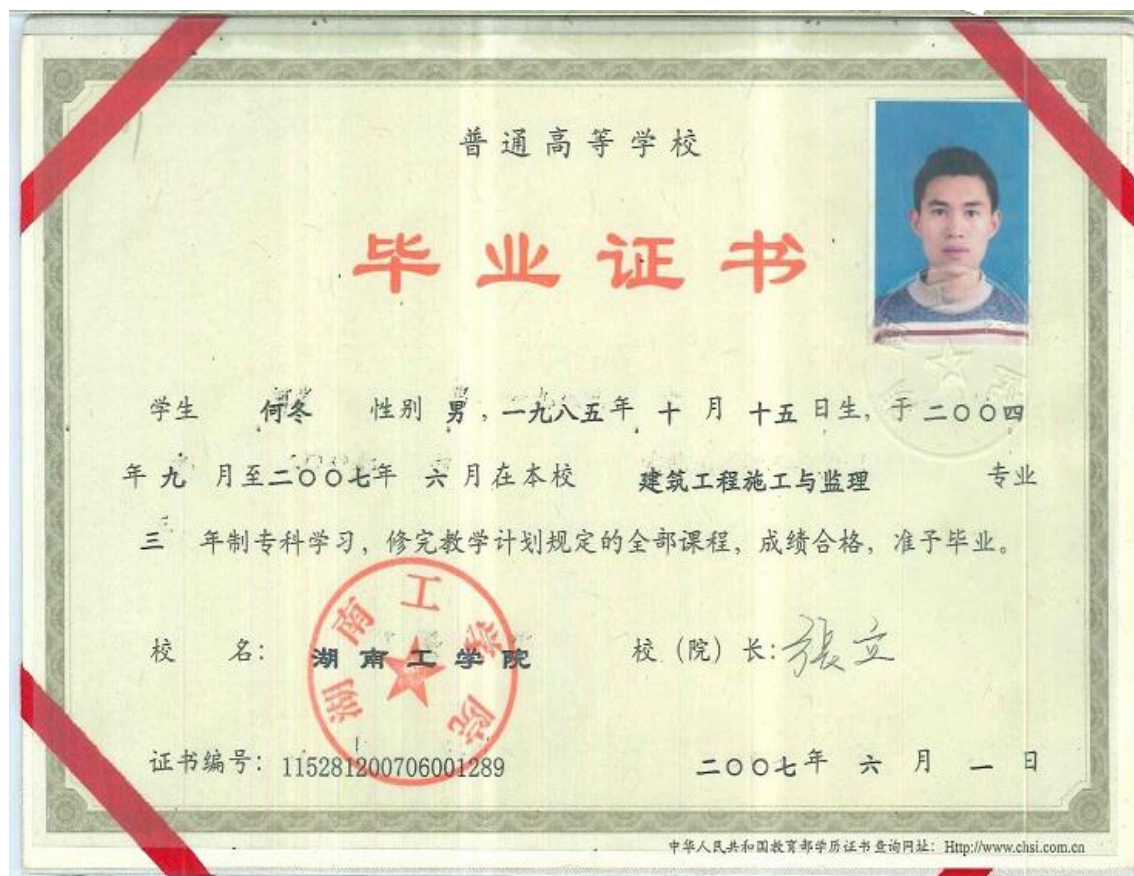 普通高等学校
毕业证书
学生 何冬 性别 男，一九八五年 十 月 十五 日生，于二〇〇四
年 九 月至二〇〇七年 六 月在本校 建筑工程施工与监理 专业
三 年制专科学习，修完教学计划规定的全部课程，成绩合格，准予毕业。
校 名：湖南工学院 校（院）长：张立
湖南工学院
证书编号：115281200706001289 二〇〇七年 六 月 一 日
中华人民共和国教育部学历证书查询网址：Http://www.chsi.com.cn